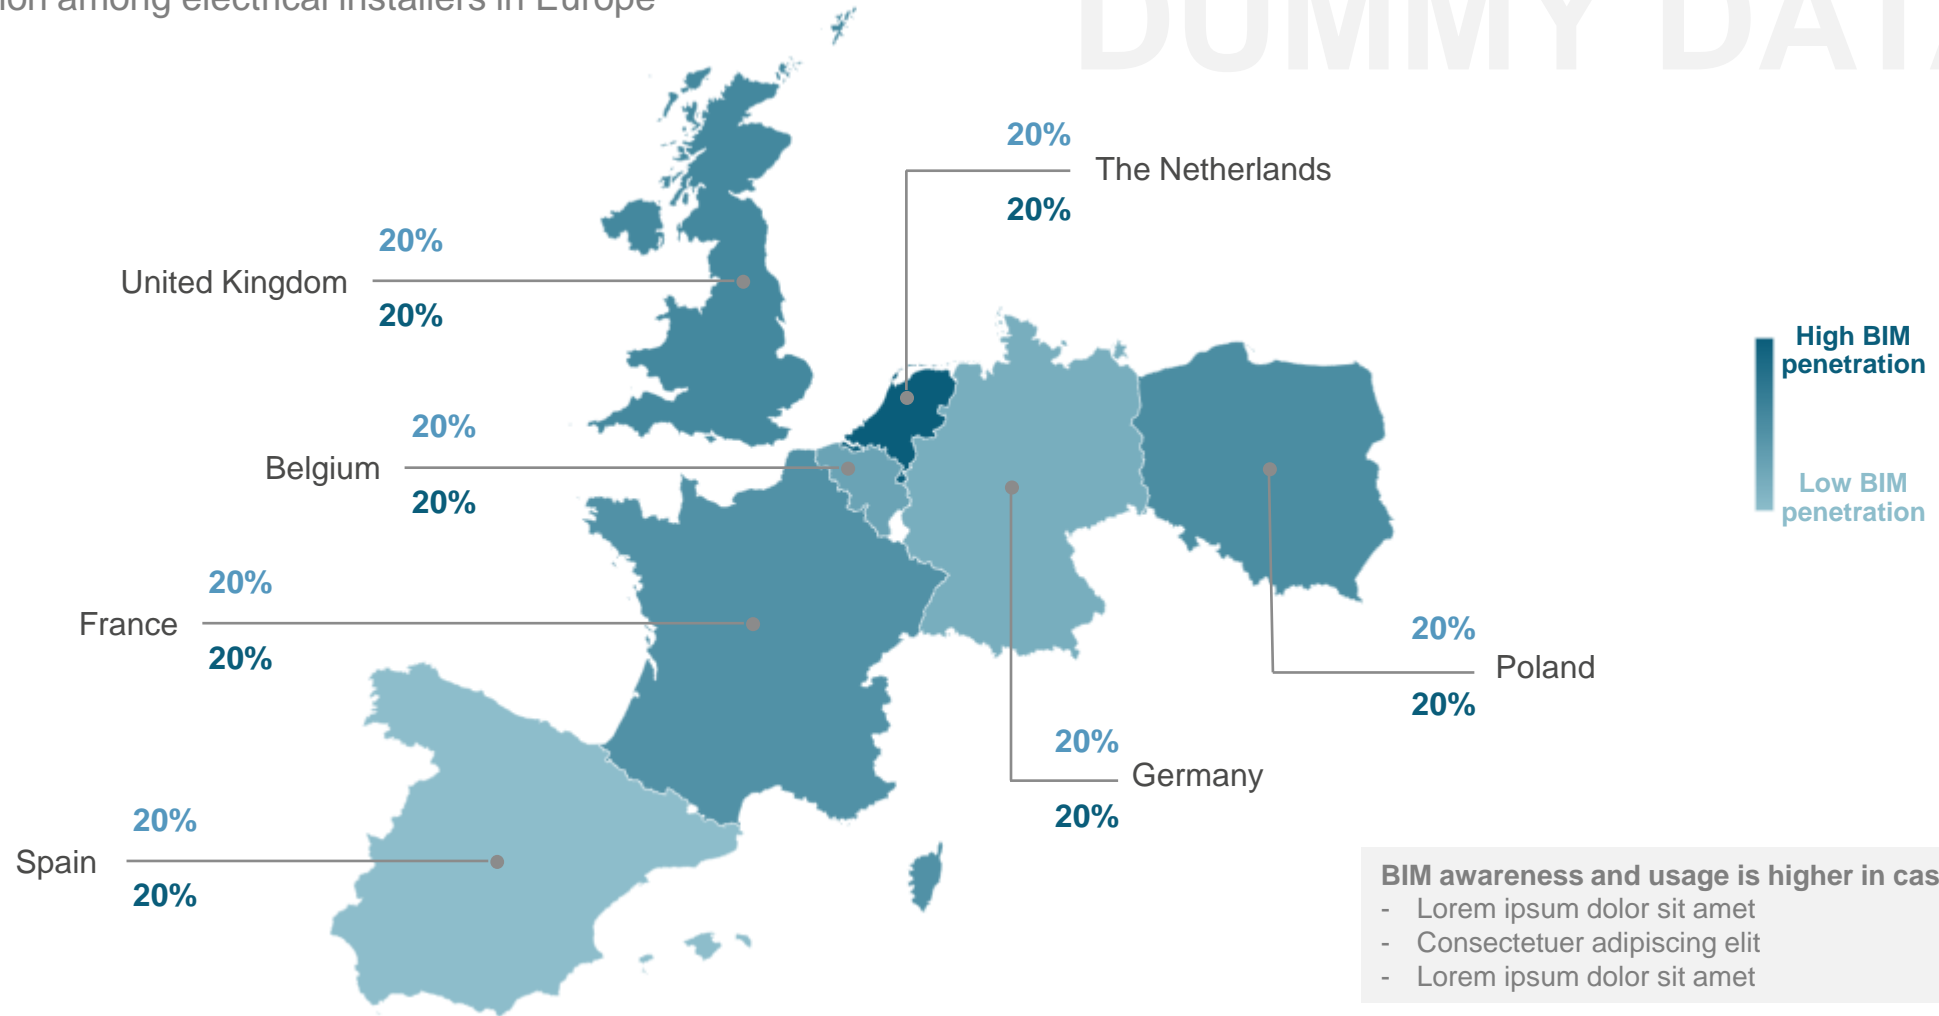 among electrical installers in Europe
DUMMY DATA
20%
The Netherlands
20%
20%
United Kingdom
20%
High BIM
penetration
Low BIM
penetration
20%
Belgium
20%
20%
France
20%
20%
Poland
20%
20%
Germany
20%
20%
Spain
20%
BIM awareness and usage is higher in
- Lorem ipsum dolor sit amet
- Consectetuer adipiscing elit
- Lorem ipsum dolor sit amet